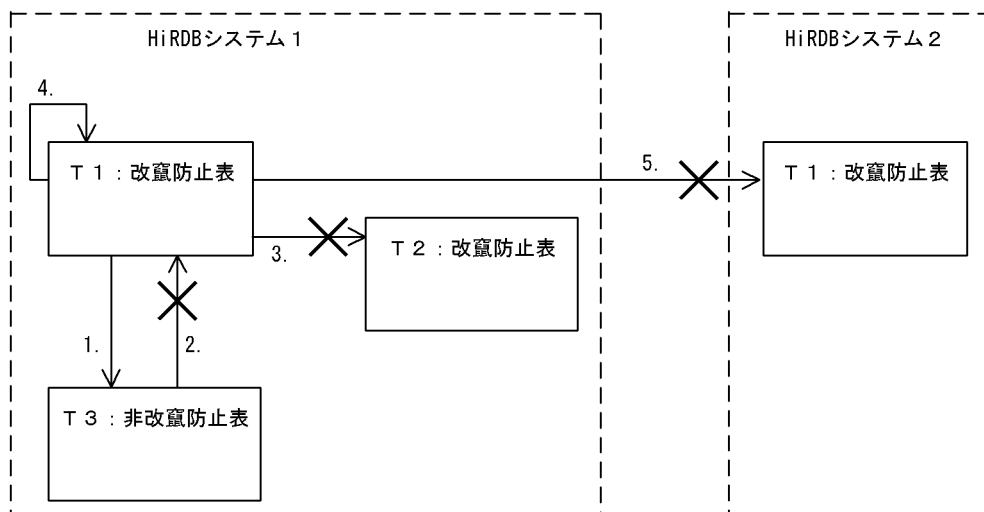 HiRDBシステム1
HiRDBシステム2
4.
T1:改竄防止表
5.
T1:改竄防止表
3.
T2:改竄防止表
1.
2.
T3:非改竄防止表